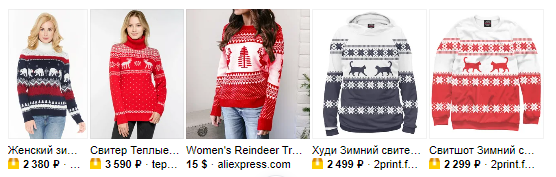 Женский зи...
2 380 ₽ · ...
Свитер Теплые...
3 590 ₽ · тер...
Women's Reindeer Tr...
15 $ · aliexpress.com
Худи Зимний свите...
2 499 ₽ · 2print.f...
Свитшот Зимний с...
2 299 ₽ · 2print.f...